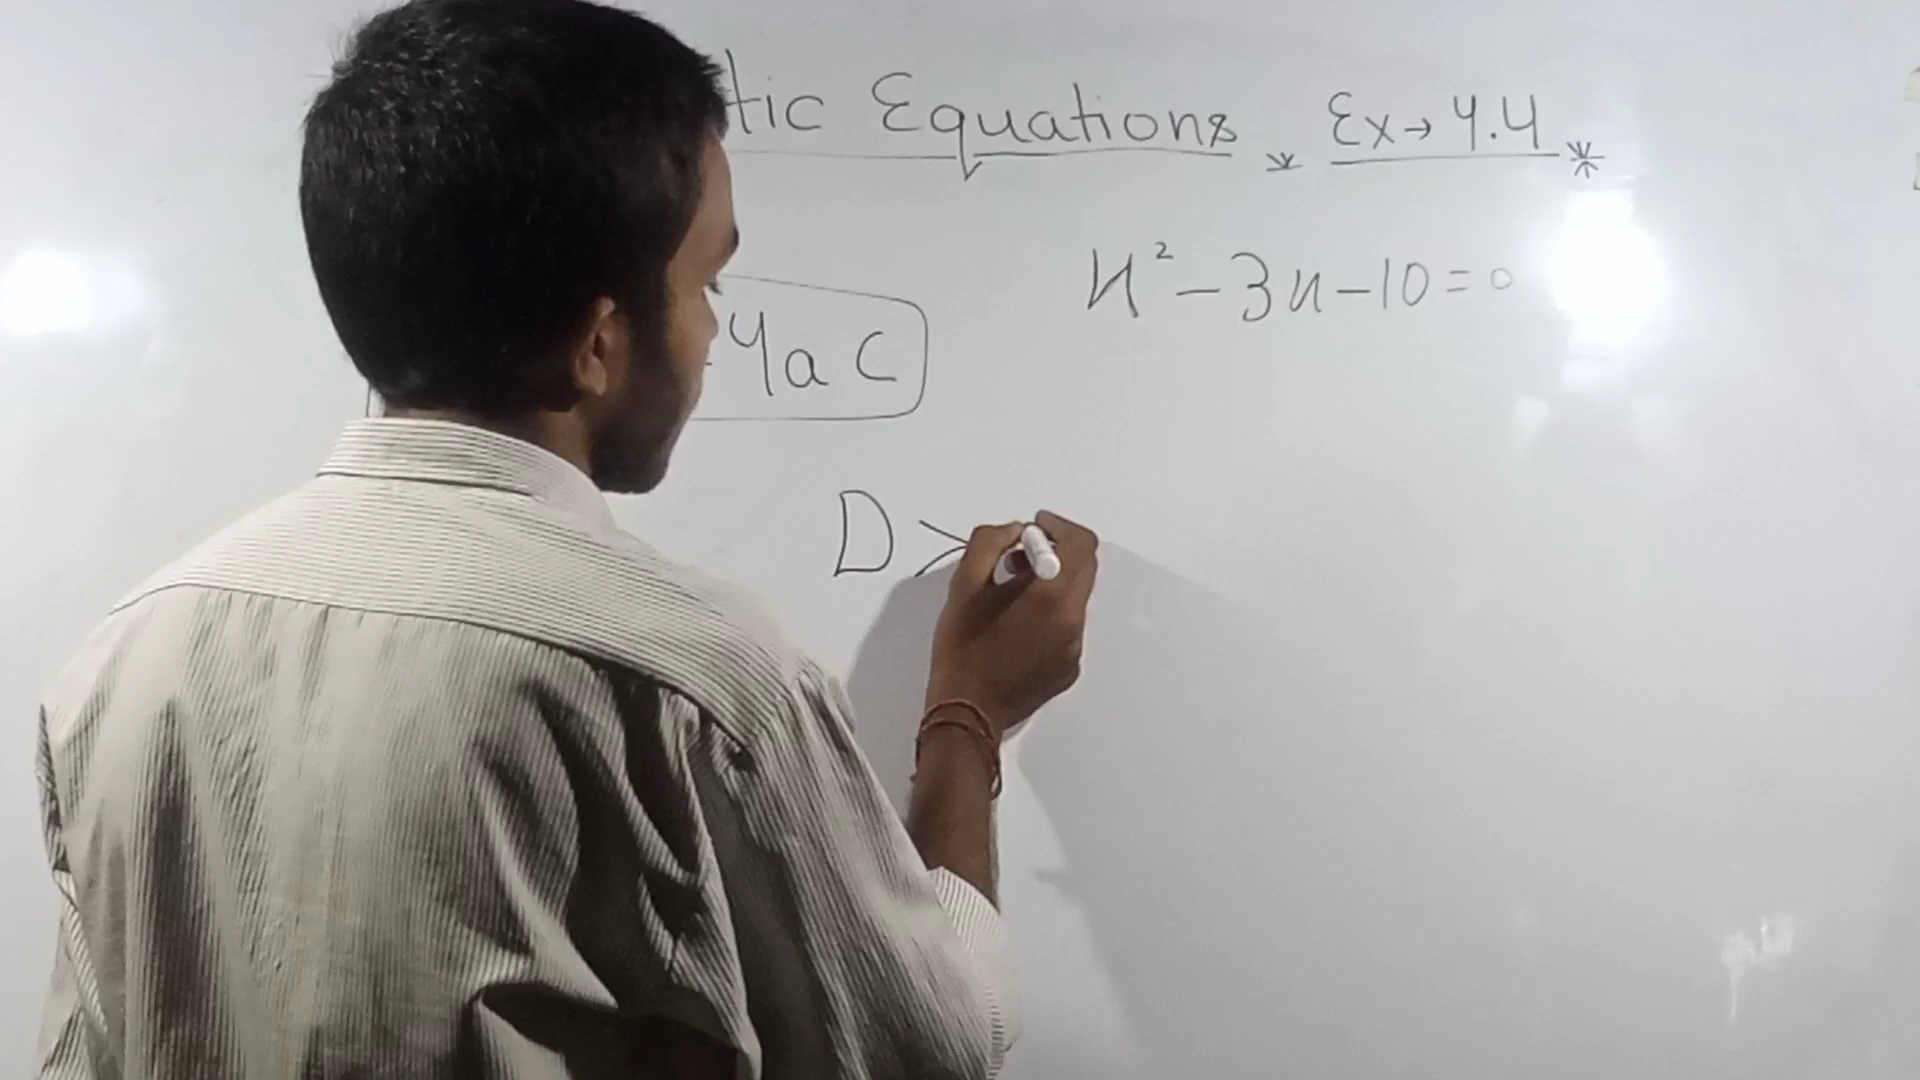 tic Equations * Ex→4.4 *
x²-3x-10=0
4ac
D>